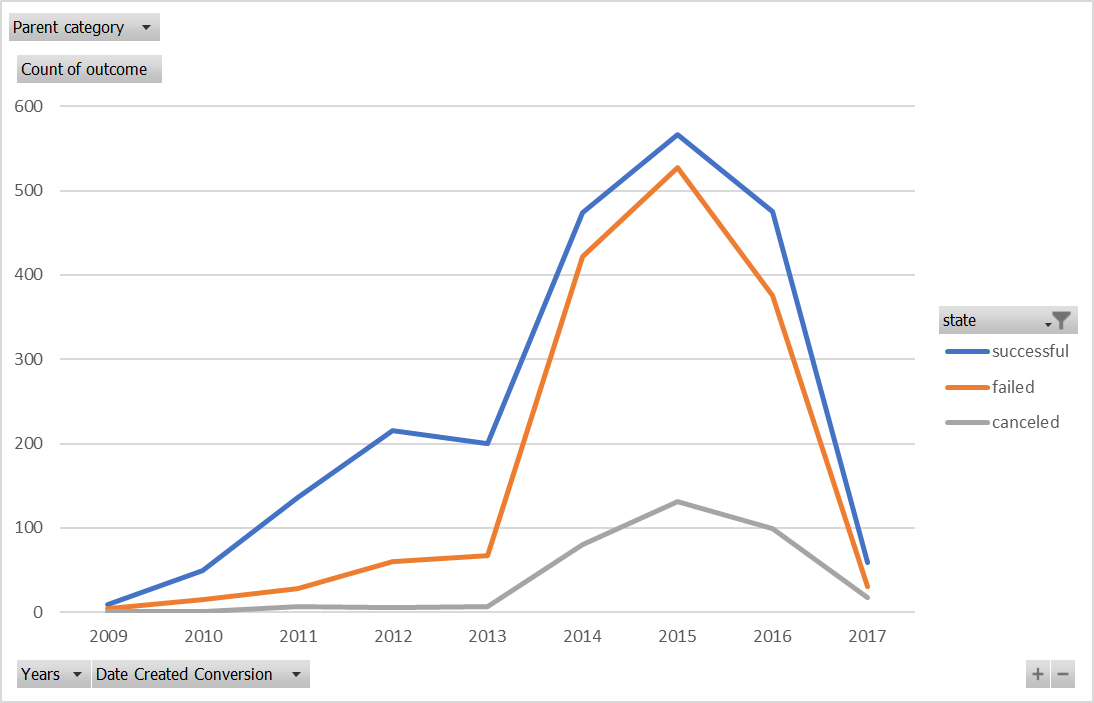 Parent category
Count of outcome
600
500
400
300
200
100
0
2009 2010 2011 2012 2013 2014 2015 2016 2017
state
successful
failed
canceled
Years Date Created Conversion
+ −